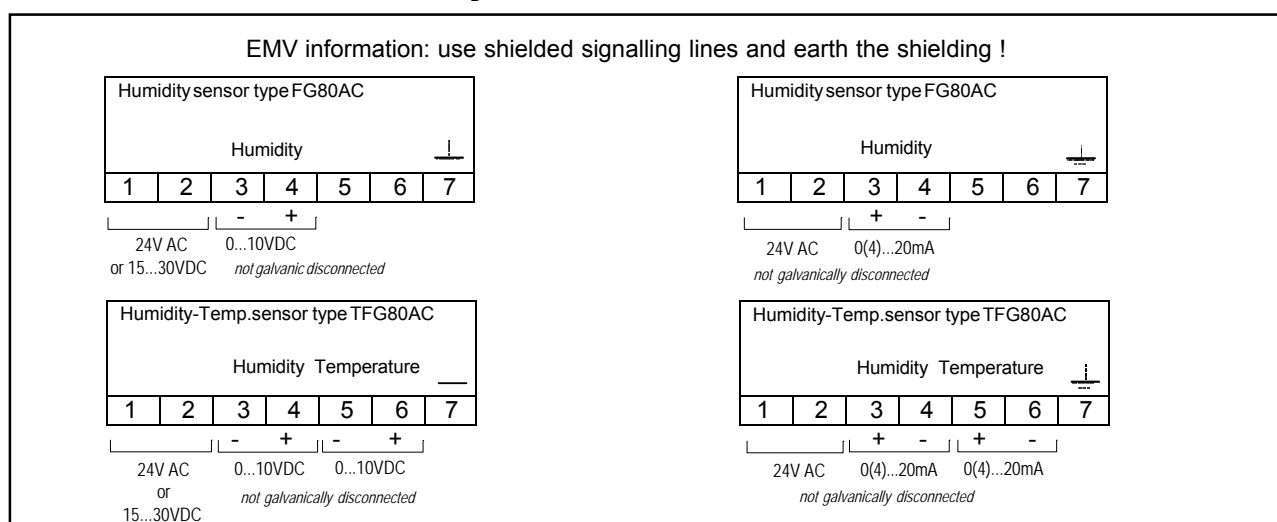 EMV information: use shielded signalling lines and earth the shielding !
Humidity sensor type FG80AC
Humidity
1 2 3 4 5 6 7
- +
24V AC 0...10VDC
or 15...30VDC not galvanic disconnected
Humidity sensor type FG80AC
Humidity
1 2 3 4 5 6 7
+ -
24V AC 0(4)...20mA
not galvanically disconnected
Humidity-Temp.sensor type TFG80AC
Humidity Temperature
1 2 3 4 5 6 7
- + - +
24V AC 0...10VDC 0...10VDC
or not galvanically disconnected
15...30VDC
Humidity-Temp.sensor type TFG80AC
Humidity Temperature
1 2 3 4 5 6 7
+ - + -
24V AC 0(4)...20mA 0(4)...20mA
not galvanically disconnected